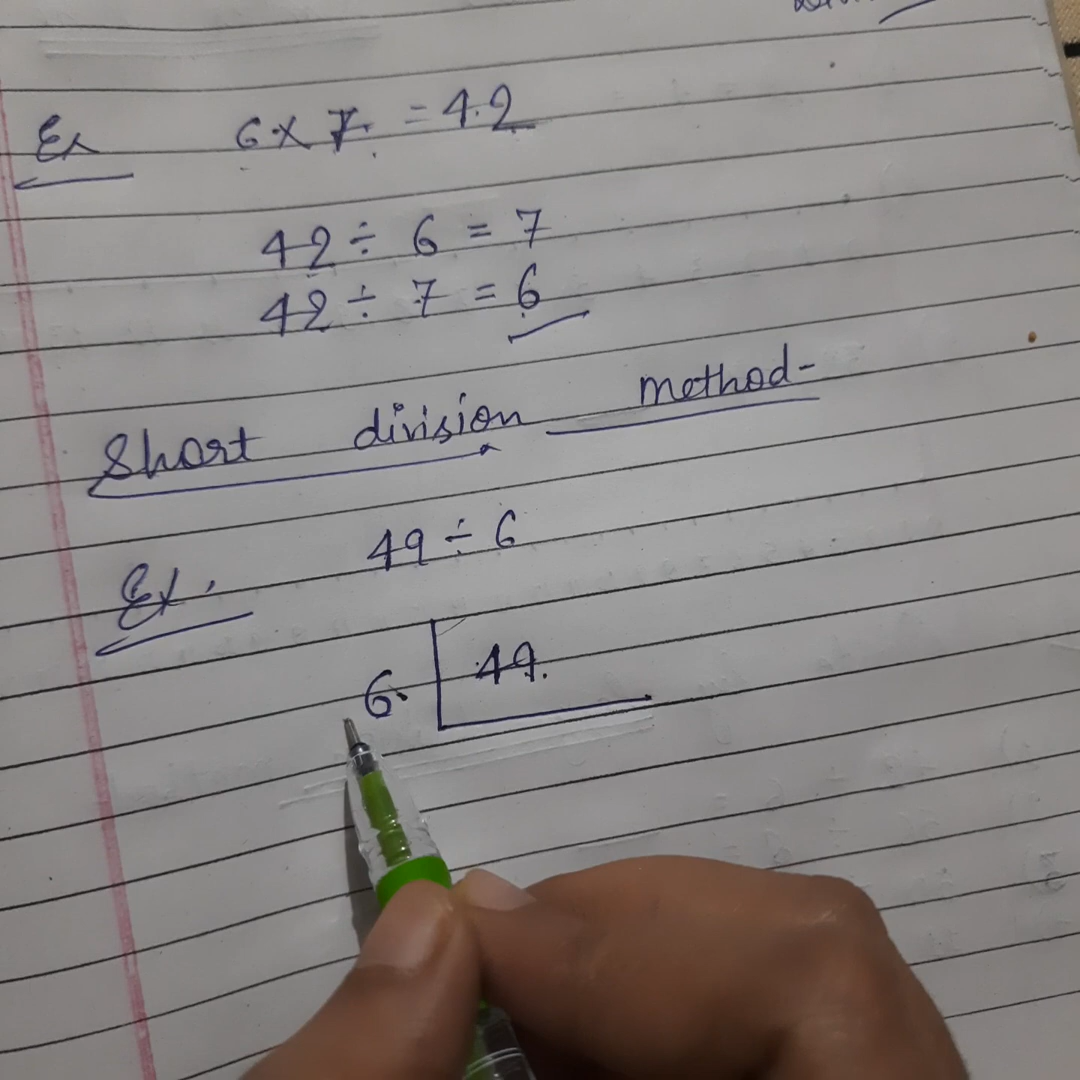 Ex 6 × 7 = 42
42 ÷ 6 = 7
42 ÷ 7 = 6
Short division method-
Ex. 49 ÷ 6
6 49